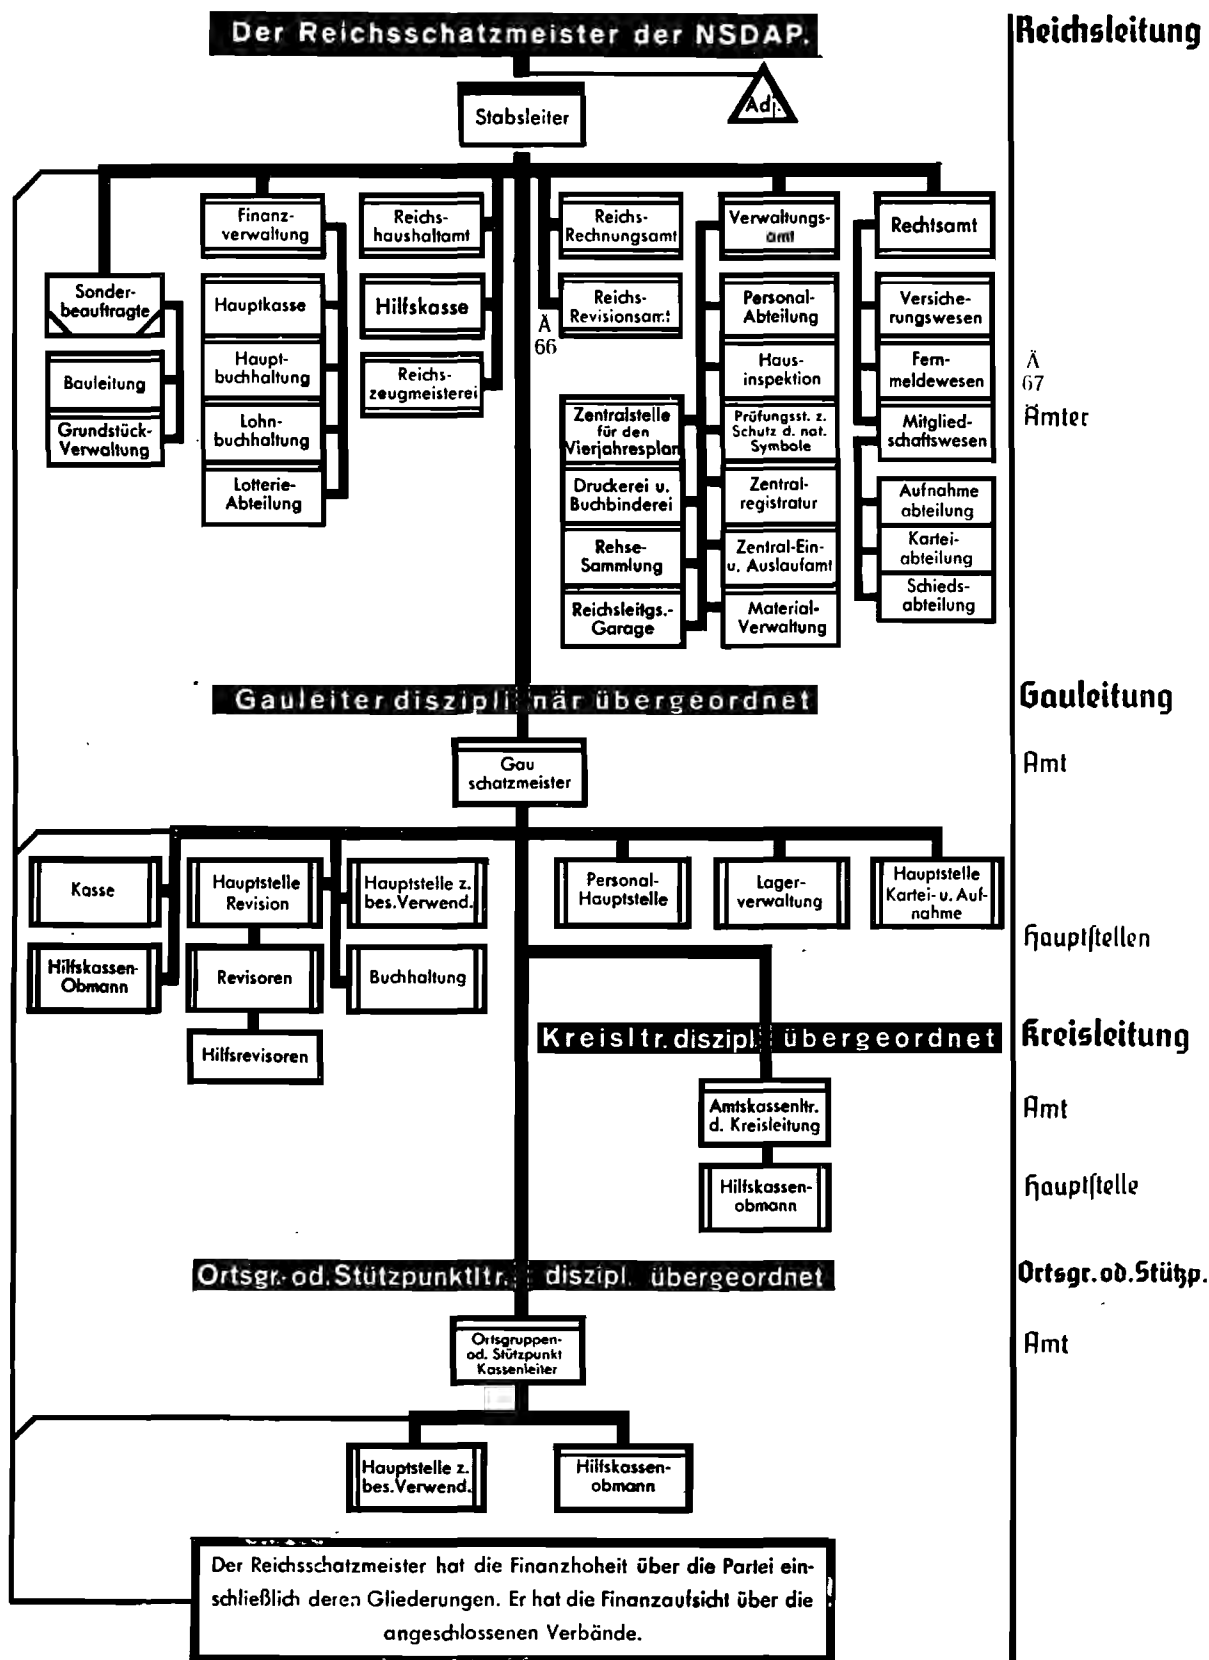 Der Reichsschatzmeister der NSDAP.
Reichsleitung
Adj.
Stabsleiter
Finanz-
verwaltung
Reichs-
haushaltamt
Reichs-
Rechnungsamt
Verwaltungs-
amt
Rechtsamt
Sonder-
beauftragte
Hauptkasse
Hilfskasse
Reichs-
Revisionsamt
Personal-
Abteilung
Versiche-
rungswesen
Ä
66
Bauleitung
Haupt-
buchhaltung
Reichs-
zeugmeisterei
Haus-
inspektion
Fern-
meldewesen
Ä
67
Ämter
Grundstück-
Verwaltung
Lohn-
buchhaltung
Zentralstelle
für den
Vierjahresplan
Prüfungsst. z.
Schutz d. nat.
Symbole
Mitglied-
schaftswesen
Lotterie-
Abteilung
Druckerei u.
Buchbinderei
Zentral-
registratur
Aufnahme
abteilung
Rehse-
Sammlung
Zentral-Ein-
u. Auslaufamt
Kartei-
abteilung
Reichsleitgs.-
Garage
Material-
Verwaltung
Schieds-
abteilung
Gauleiter disziplinär übergeordnet
Gauleitung
Gau
schatzmeister
Amt
Kasse
Hauptstelle
Revision
Hauptstelle z.
bes. Verwend.
Personal-
Hauptstelle
Lager-
verwaltung
Hauptstelle
Kartei- u. Auf-
nahme
Hauptstellen
Hilfskassen-
Obmann
Revisoren
Buchhaltung
Hilfsrevisoren
Kreisltr. diszipl. übergeordnet
Kreisleitung
Amtskassenltr.
d. Kreisleitung
Amt
Hilfskassen-
obmann
Hauptstelle
Ortsgr.- od. Stützpunktltr. diszipl. übergeordnet
Ortsgr. od. Stützp.
Ortsgruppen-
od. Stützpunkt
Kassenleiter
Amt
Hauptstelle z.
bes. Verwend.
Hilfskassen-
obmann
Der Reichsschatzmeister hat die Finanzhoheit über die Partei ein-
schließlich deren Gliederungen. Er hat die Finanzaufsicht über die
angeschlossenen Verbände.